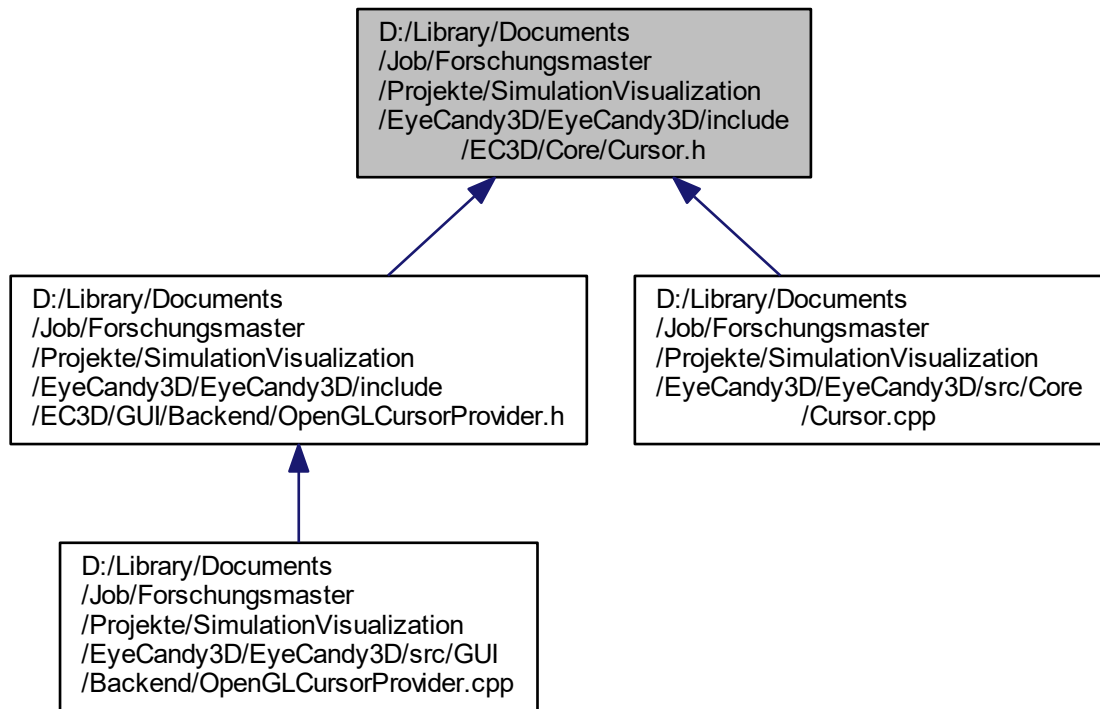 D:/Library/Documents
/Job/Forschungsmaster
/Projekte/SimulationVisualization
/EyeCandy3D/EyeCandy3D/include
/EC3D/Core/Cursor.h
D:/Library/Documents
/Job/Forschungsmaster
/Projekte/SimulationVisualization
/EyeCandy3D/EyeCandy3D/include
/EC3D/GUI/Backend/OpenGLCursorProvider.h
D:/Library/Documents
/Job/Forschungsmaster
/Projekte/SimulationVisualization
/EyeCandy3D/EyeCandy3D/src/Core
/Cursor.cpp
D:/Library/Documents
/Job/Forschungsmaster
/Projekte/SimulationVisualization
/EyeCandy3D/EyeCandy3D/src/GUI
/Backend/OpenGLCursorProvider.cpp